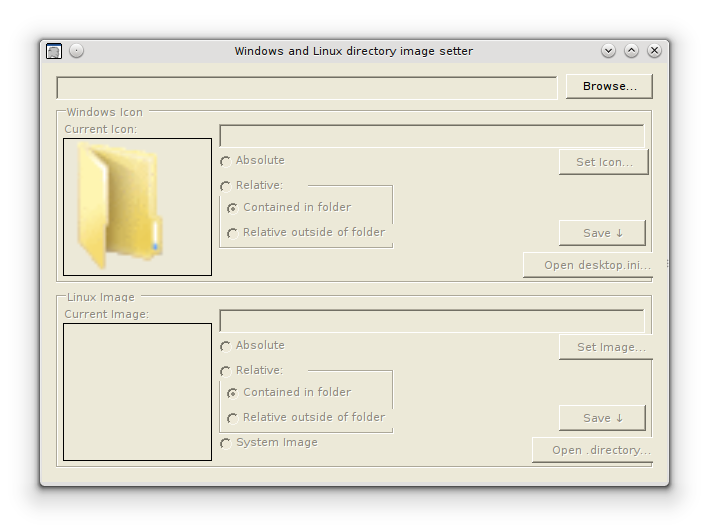 Windows and Linux directory image setter
Browse...
Windows Icon
Current Icon:
Absolute
Set Icon...
Relative:
Contained in folder
Relative outside of folder
Save ↓
Open desktop.ini...
Linux Image
Current Image:
Absolute
Set Image...
Relative:
Contained in folder
Relative outside of folder
Save ↓
System Image
Open .directory...